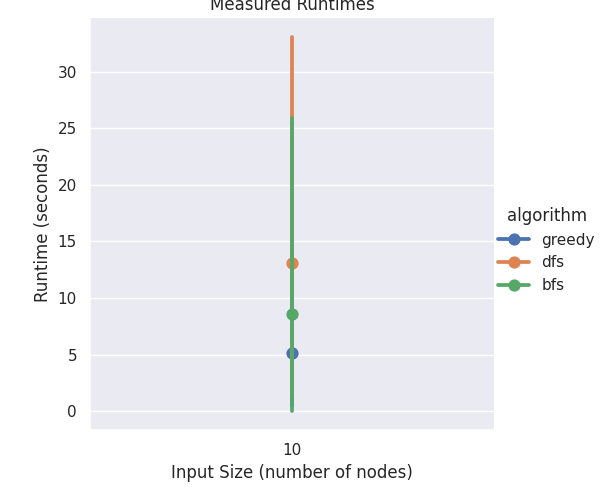 Measured Runtimes
30
25
20
15
10
5
0
Runtime (seconds)
10
Input Size (number of nodes)
algorithm
greedy
dfs
bfs